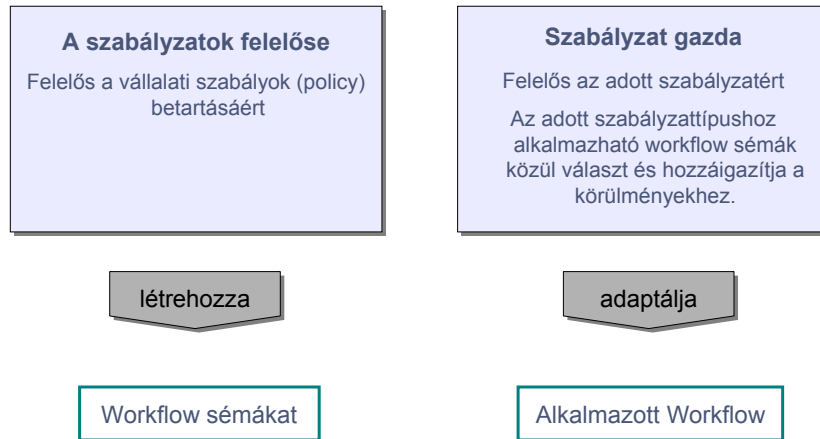 A szabályzatok felelőse
Felelős a vállalati szabályok (policy)
betartásáért
létrehozza
Workflow sémákat
Szabályzat gazda
Felelős az adott szabályzatért
Az adott szabályzattípushoz
alkalmazható workflow sémák
közül választ és hozzáigazítja a
körülményekhez.
adaptálja
Alkalmazott Workflow